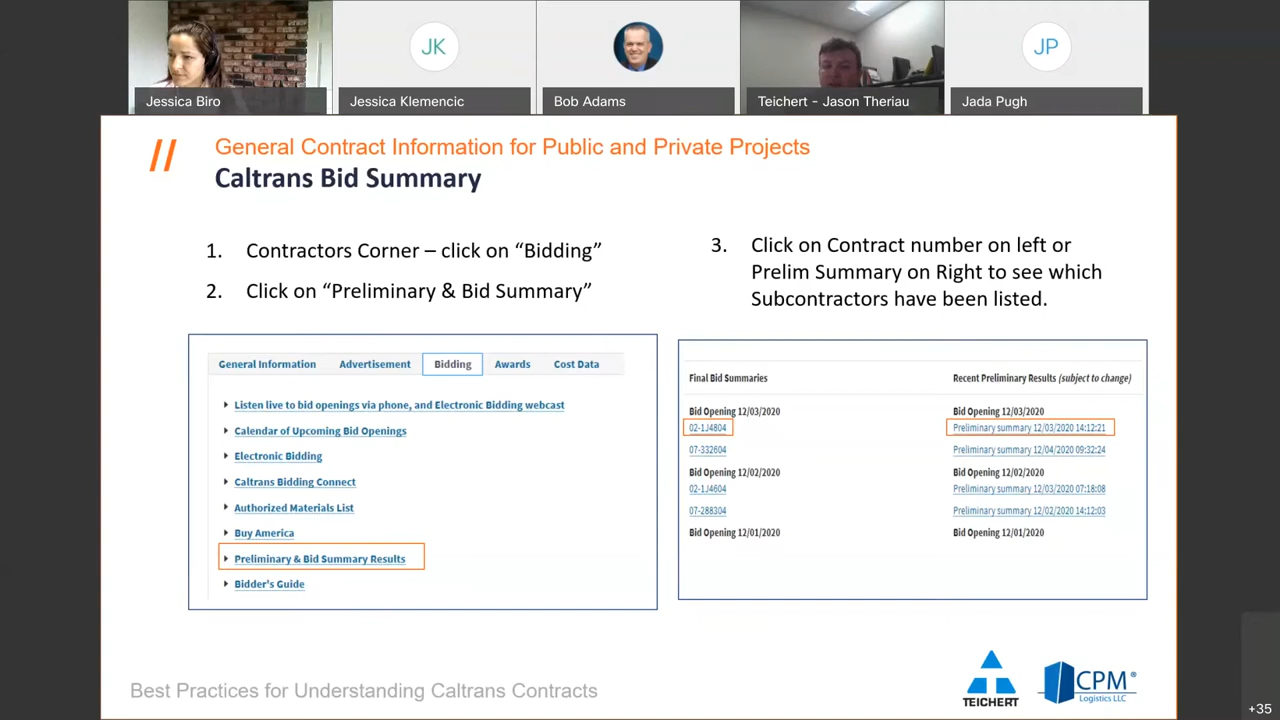 JK
JP
Jessica Biro
Jessica Klemencic
Bob Adams
Teichert - Jason Theriau
Jada Pugh
//
General Contract Information for Public and Private Projects
Caltrans Bid Summary
1. Contractors Corner – click on “Bidding”
2. Click on “Preliminary & Bid Summary”
3. Click on Contract number on left or
Prelim Summary on Right to see which
Subcontractors have been listed.
General Information Advertisement Bidding Awards Cost Data
Listen live to bid openings via phone, and Electronic Bidding webcast
Calendar of Upcoming Bid Openings
Electronic Bidding
Caltrans Bidding Connect
Authorized Materials List
Buy America
Preliminary & Bid Summary Results
Bidder's Guide
Final Bid Summaries Recent Preliminary Results (subject to change)
Bid Opening 12/03/2020 Bid Opening 12/03/2020
02-1J4804 Preliminary summary 12/03/2020 14:12:21
07-332604 Preliminary summary 12/04/2020 09:32:24
Bid Opening 12/02/2020 Bid Opening 12/02/2020
02-1J4604 Preliminary summary 12/03/2020 07:18:08
07-288304 Preliminary summary 12/02/2020 14:12:03
Bid Opening 12/01/2020 Bid Opening 12/01/2020
Best Practices for Understanding Caltrans Contracts
TEICHERT
CPM®
Logistics LLC
+35